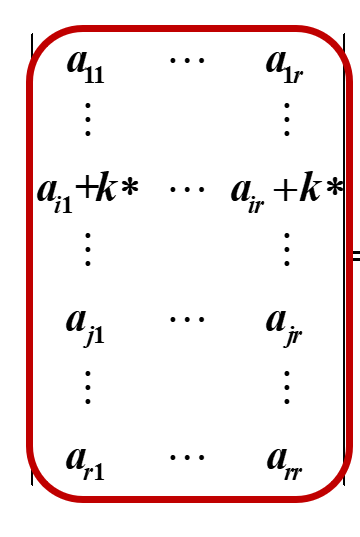 a₁₁ ⋯ a₁ᵣ
⋮ ⋮
aᵢ₁+k* ⋯ aᵢᵣ+k*
⋮ ⋮
aⱼ₁ ⋯ aⱼᵣ
⋮ ⋮
aᵣ₁ ⋯ aᵣᵣ
=